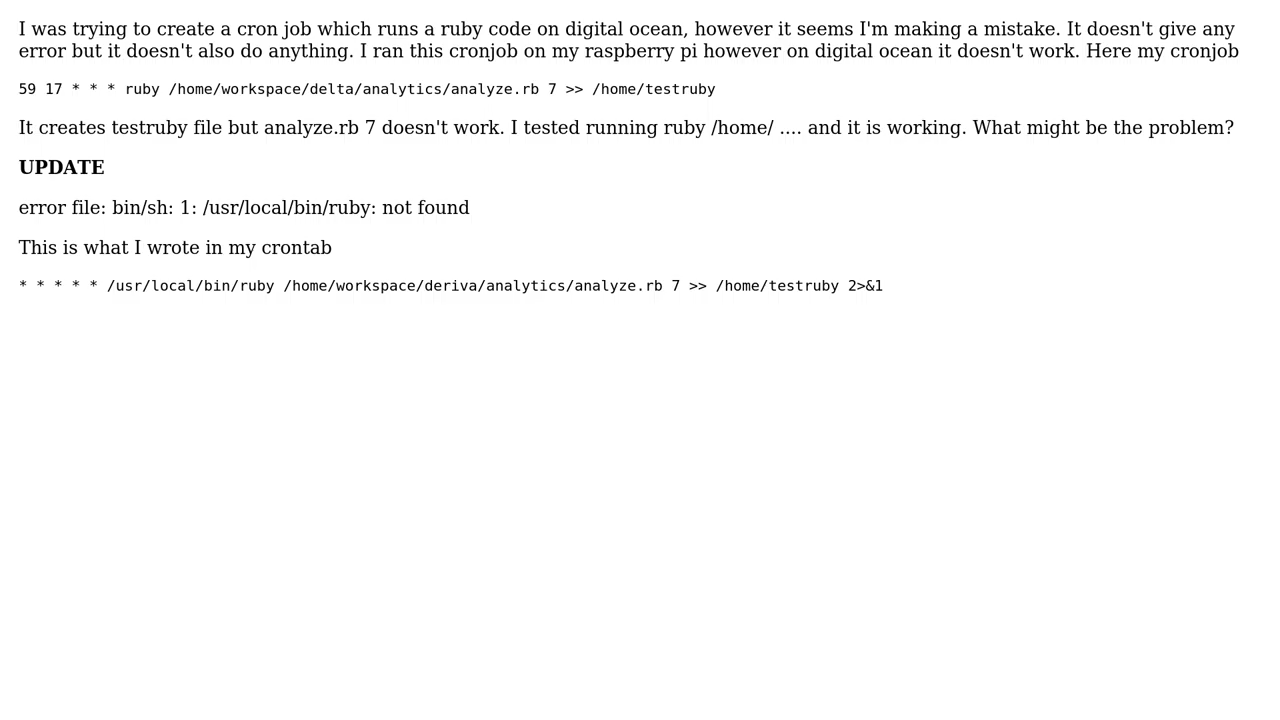 I was trying to create a cron job which runs a ruby code on digital ocean, however it seems I'm making a mistake. It doesn't give any
error but it doesn't also do anything. I ran this cronjob on my raspberry pi however on digital ocean it doesn't work. Here my cronjob
59 17 * * * ruby /home/workspace/delta/analytics/analyze.rb 7 >> /home/testruby
It creates testruby file but analyze.rb 7 doesn't work. I tested running ruby /home/ .... and it is working. What might be the problem?
UPDATE
error file: bin/sh: 1: /usr/local/bin/ruby: not found
This is what I wrote in my crontab
* * * * * /usr/local/bin/ruby /home/workspace/deriva/analytics/analyze.rb 7 >> /home/testruby 2>&1